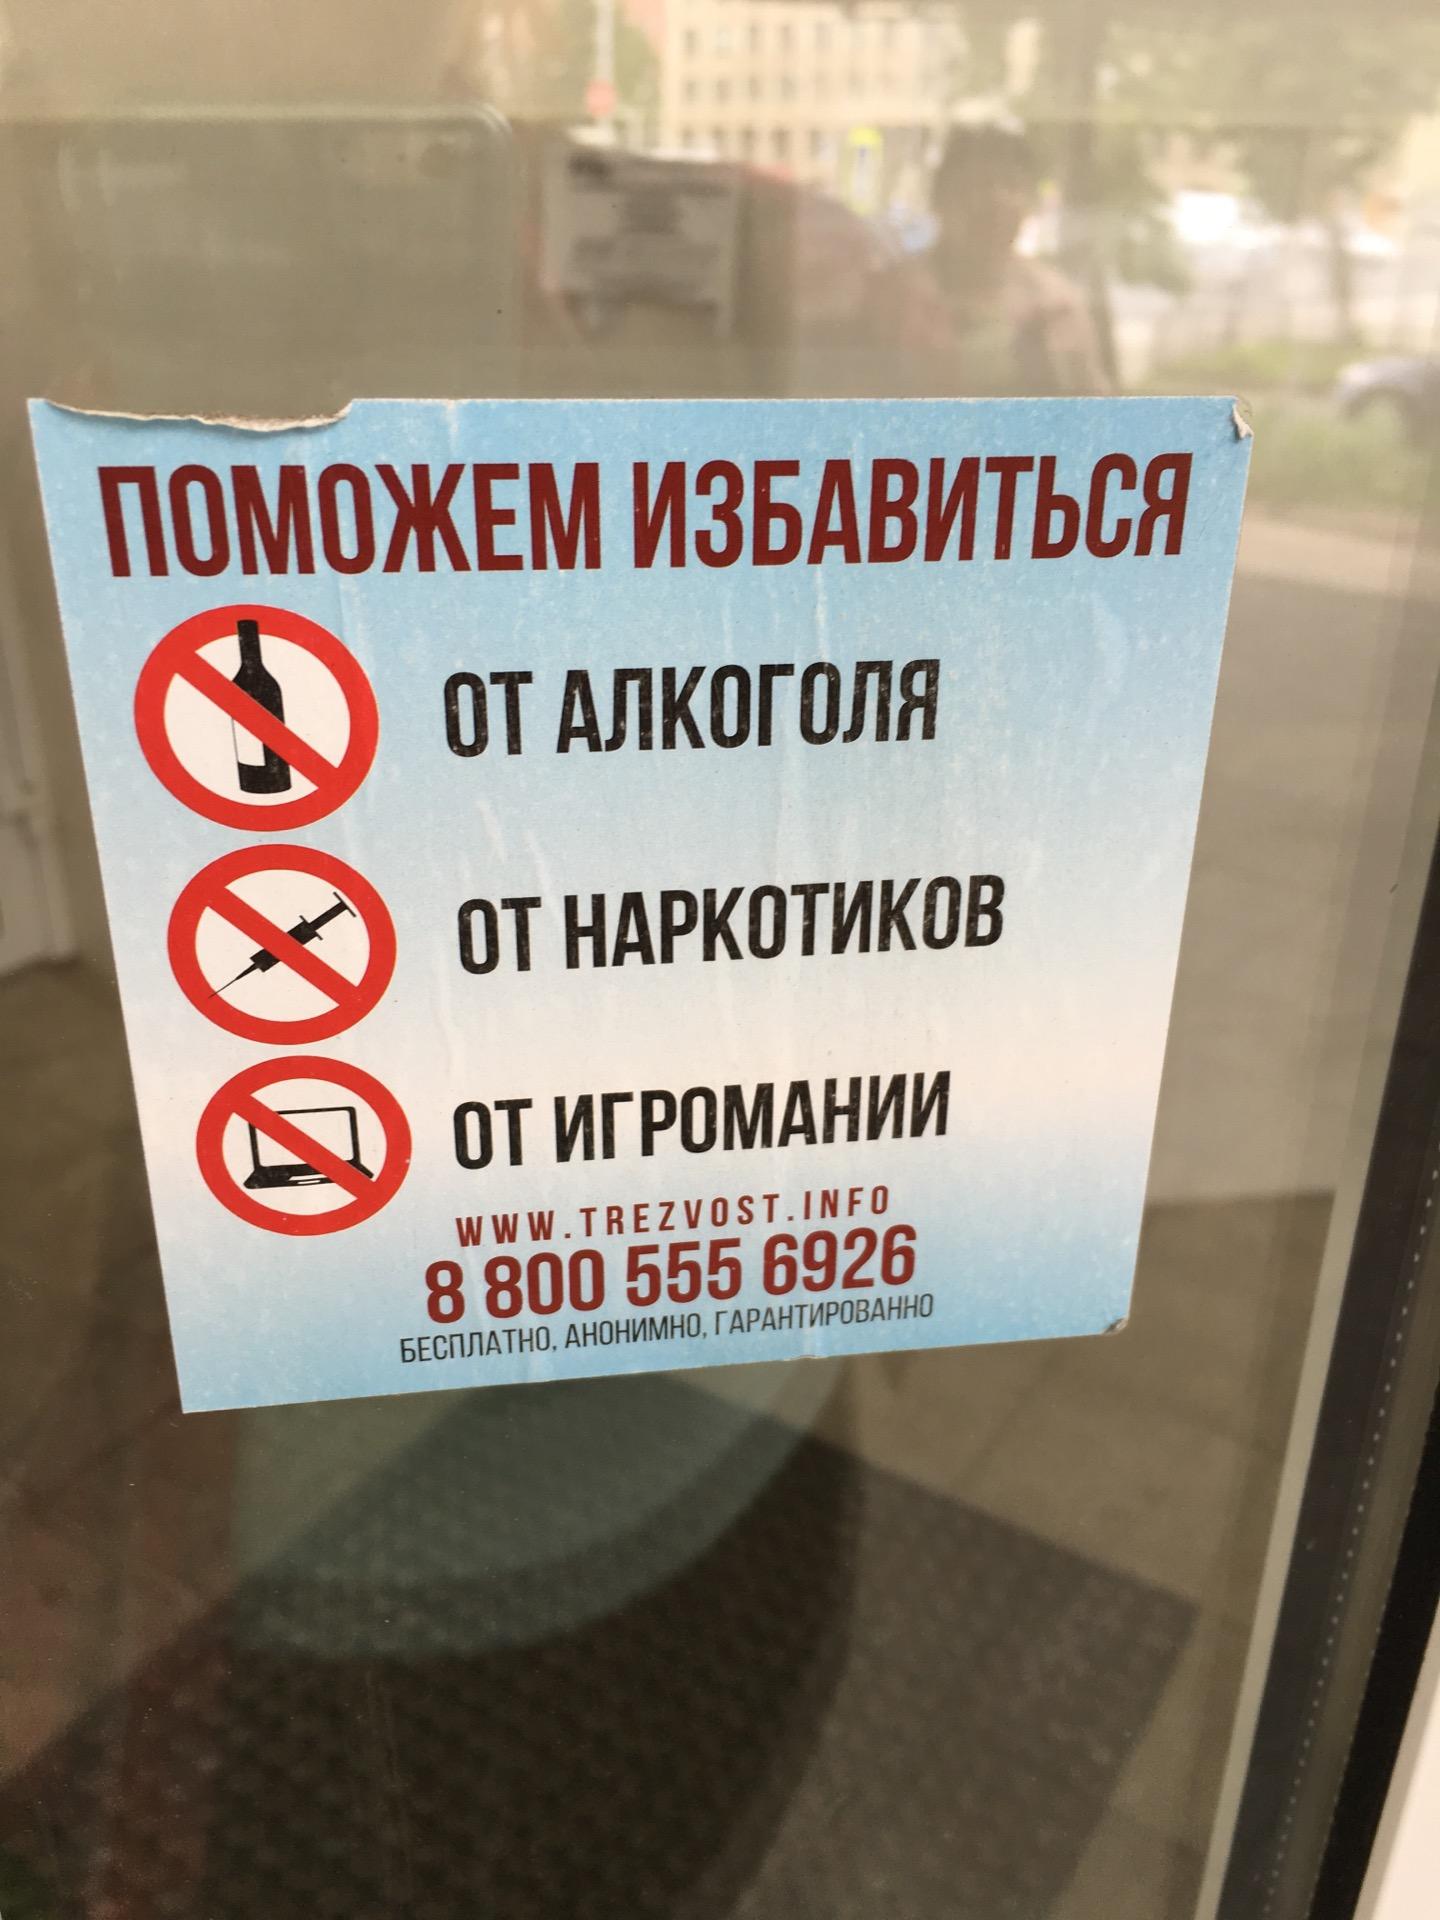 ПОМОЖЕМ ИЗБАВИТЬСЯ
ОТ АЛКОГОЛЯ
ОТ НАРКОТИКОВ
ОТ ИГРОМАНИИ
WWW.TREZVOST.INFO
8 800 555 6926
БЕСПЛАТНО, АНОНИМНО, ГАРАНТИРОВАННО